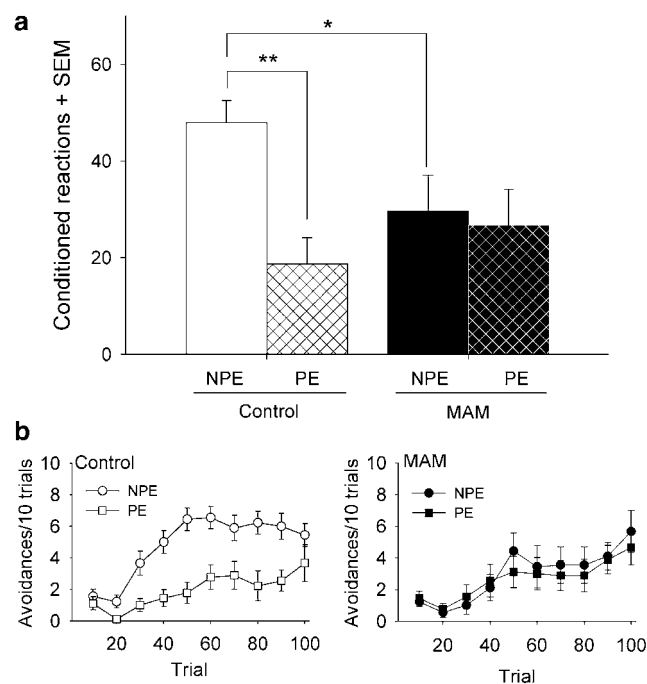 a
Conditioned reactions + SEM
60
40
20
0
*
**
NPE PE NPE PE
Control MAM
b
Avoidances/10 trials
10
8
6
4
2
0
Control
NPE
PE
20 40 60 80 100
Trial
Avoidances/10 trials
10
8
6
4
2
0
MAM
NPE
PE
20 40 60 80 100
Trial